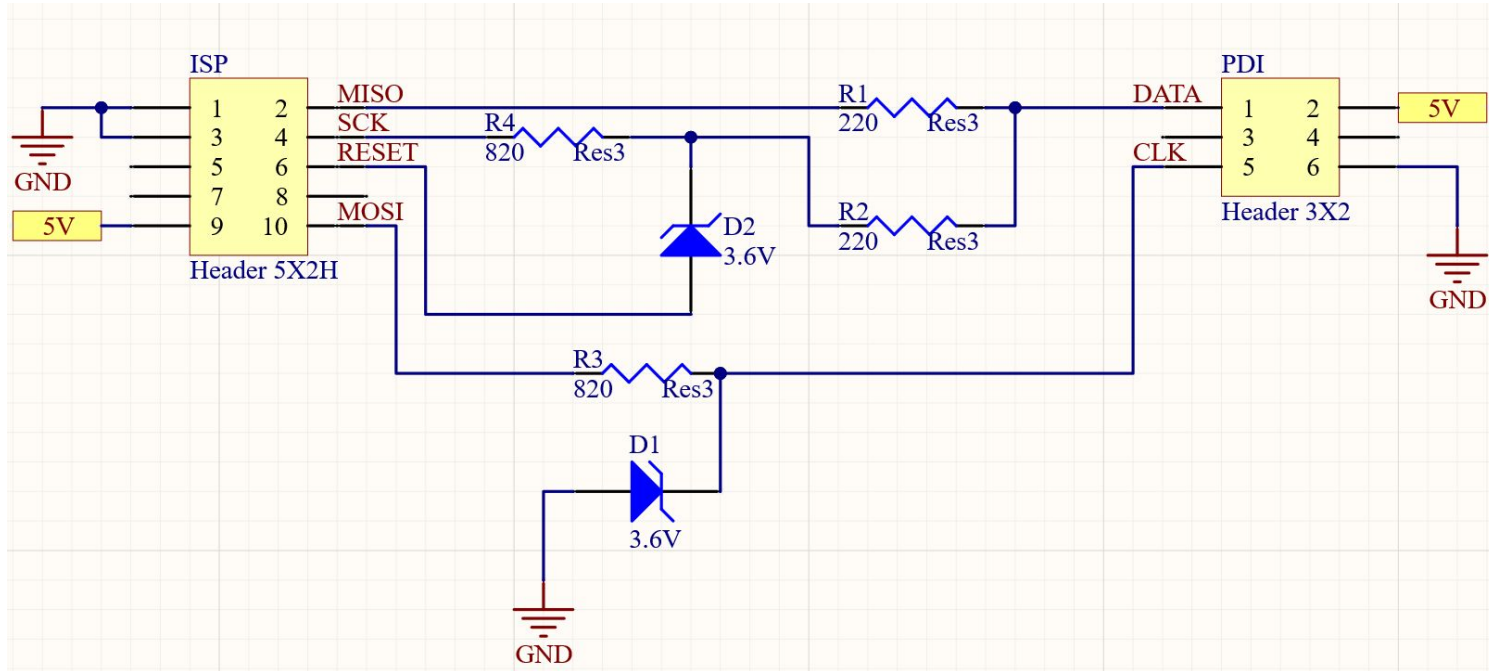 ISP
1 2
3 4
5 6
7 8
9 10
Header 5X2H
GND
5V
MISO
SCK
RESET
MOSI
R4
820
Res3
D2
3.6V
R1
220
Res3
R2
220
Res3
R3
820
Res3
D1
3.6V
GND
PDI
DATA
CLK
1 2
3 4
5 6
Header 3X2
5V
GND